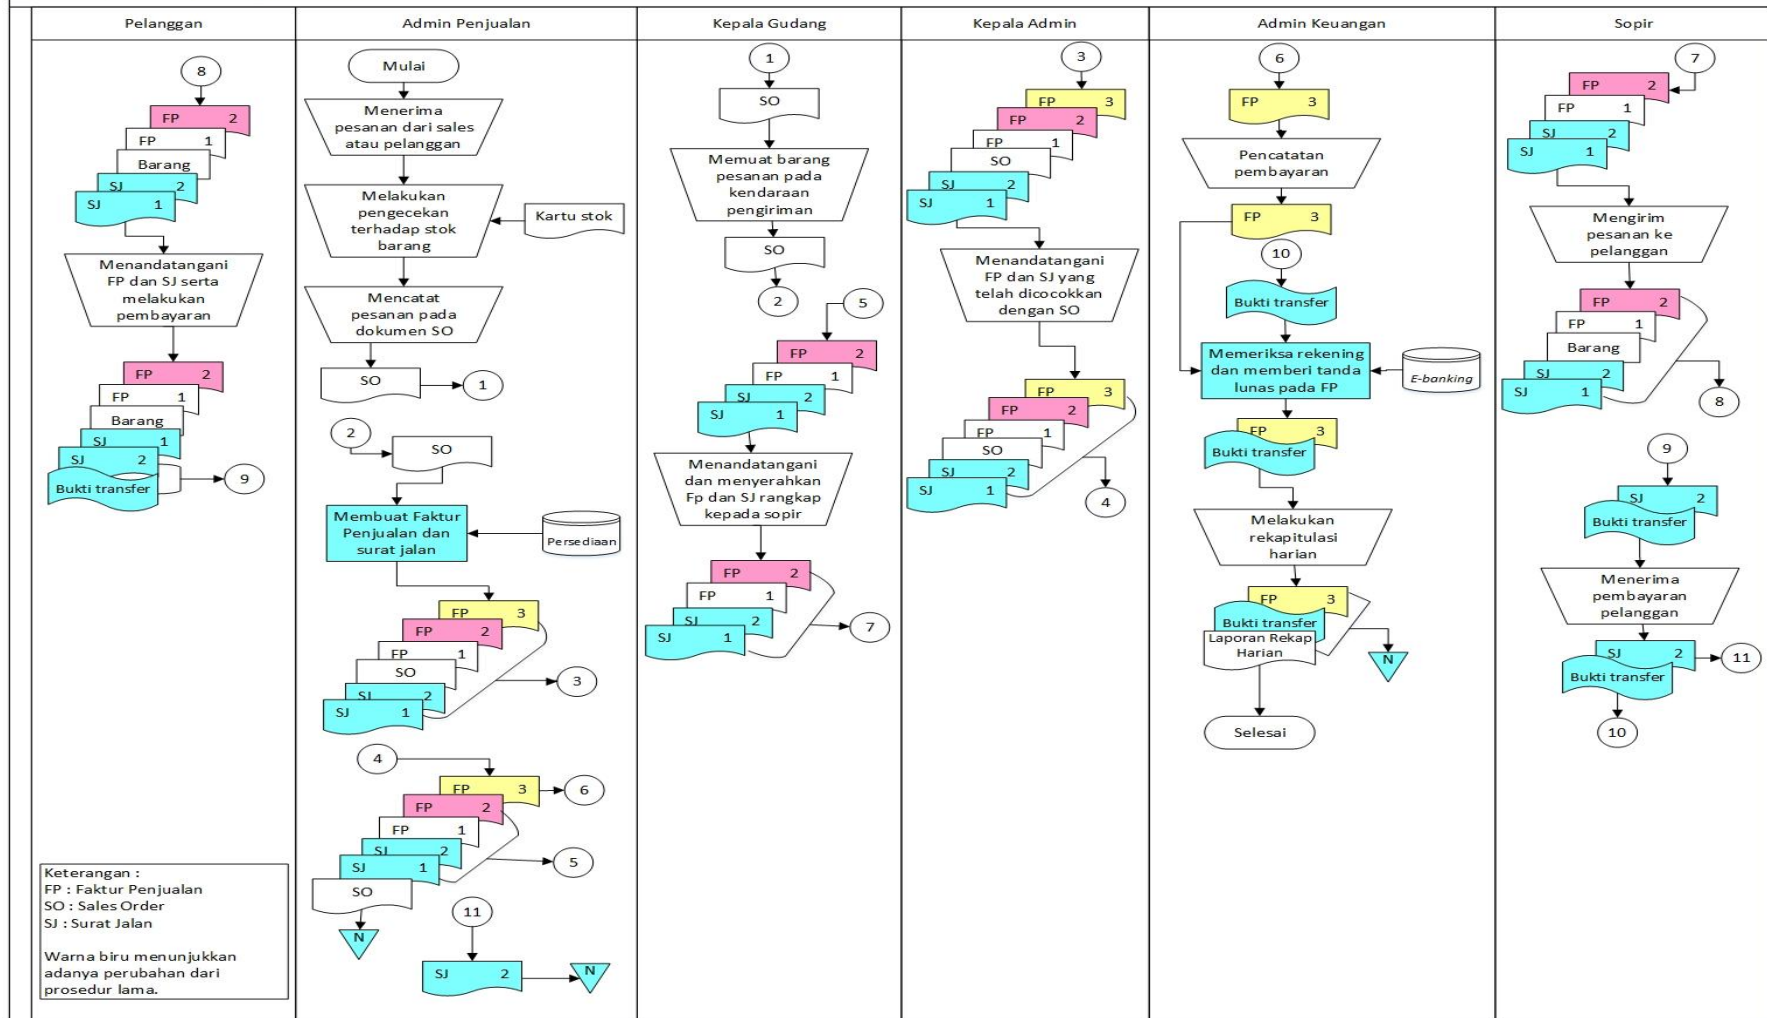 Pelanggan
Admin Penjualan
Kepala Gudang
Kepala Admin
Admin Keuangan
Sopir
8
FP 2
FP 1
Barang
SJ 2
SJ 1
Menandatangani
FP dan SJ serta
melakukan
pembayaran
FP 2
FP 1
Barang
SJ 1
SJ 2
Bukti transfer
9
Keterangan :
FP : Faktur Penjualan
SO : Sales Order
SJ : Surat Jalan
Warna biru menunjukkan
adanya perubahan dari
prosedur lama.
Mulai
Menerima
pesanan dari sales
atau pelanggan
Melakukan
pengecekan
terhadap stok
barang
Kartu stok
Mencatat
pesanan pada
dokumen SO
SO
1
2
SO
Membuat Faktur
Penjualan dan
surat jalan
Persediaan
FP 3
FP 2
FP 1
SO
SJ 2
SJ 1
3
4
FP 3
6
FP 2
FP 1
SJ 2
SJ 1
5
SO
N
11
SJ 2
N
1
SO
Memuat barang
pesanan pada
kendaraan
pengiriman
SO
2
5
FP 2
FP 1
SJ 2
SJ 1
Menandatangani
dan menyerahkan
Fp dan SJ rangkap
kepada sopir
FP 2
FP 1
SJ 2
SJ 1
7
3
FP 3
FP 2
FP 1
SO
SJ 2
SJ 1
Menandatangani
FP dan SJ yang
telah dicocokkan
dengan SO
FP 3
FP 2
FP 1
SO
SJ 2
SJ 1
4
6
FP 3
Pencatatan
pembayaran
FP 3
10
Bukti transfer
Memeriksa rekening
dan memberi tanda
lunas pada FP
E-banking
FP 3
Bukti transfer
Melakukan
rekapitulasi
harian
FP 3
Bukti transfer
Laporan Rekap
Harian
N
Selesai
7
FP 2
FP 1
SJ 2
SJ 1
Mengirim
pesanan ke
pelanggan
FP 2
FP 1
Barang
SJ 2
SJ 1
8
9
SJ 2
Bukti transfer
Menerima
pembayaran
pelanggan
SJ 2
11
Bukti transfer
10